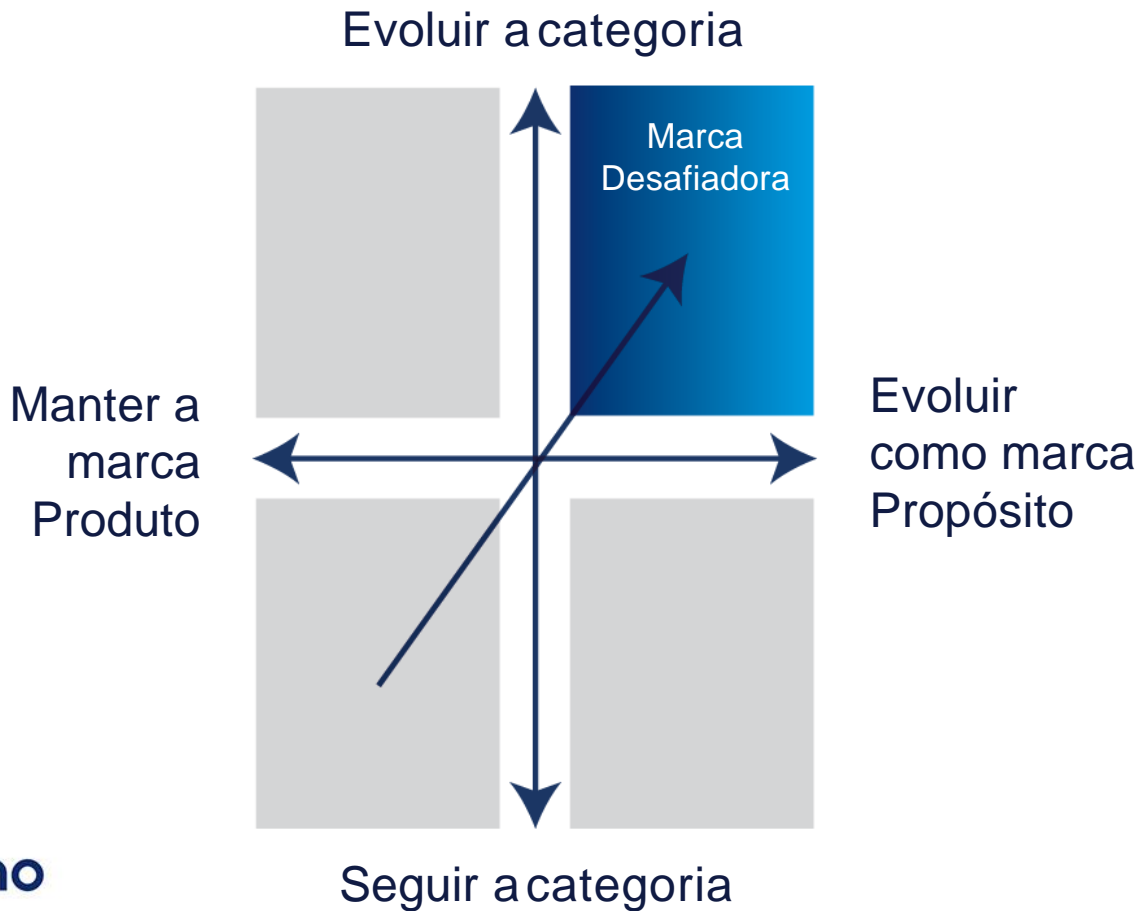 Evoluir a categoria
Marca
Desafiadora
Manter a
marca
Produto
Evoluir
como marca
Propósito
Seguir a categoria